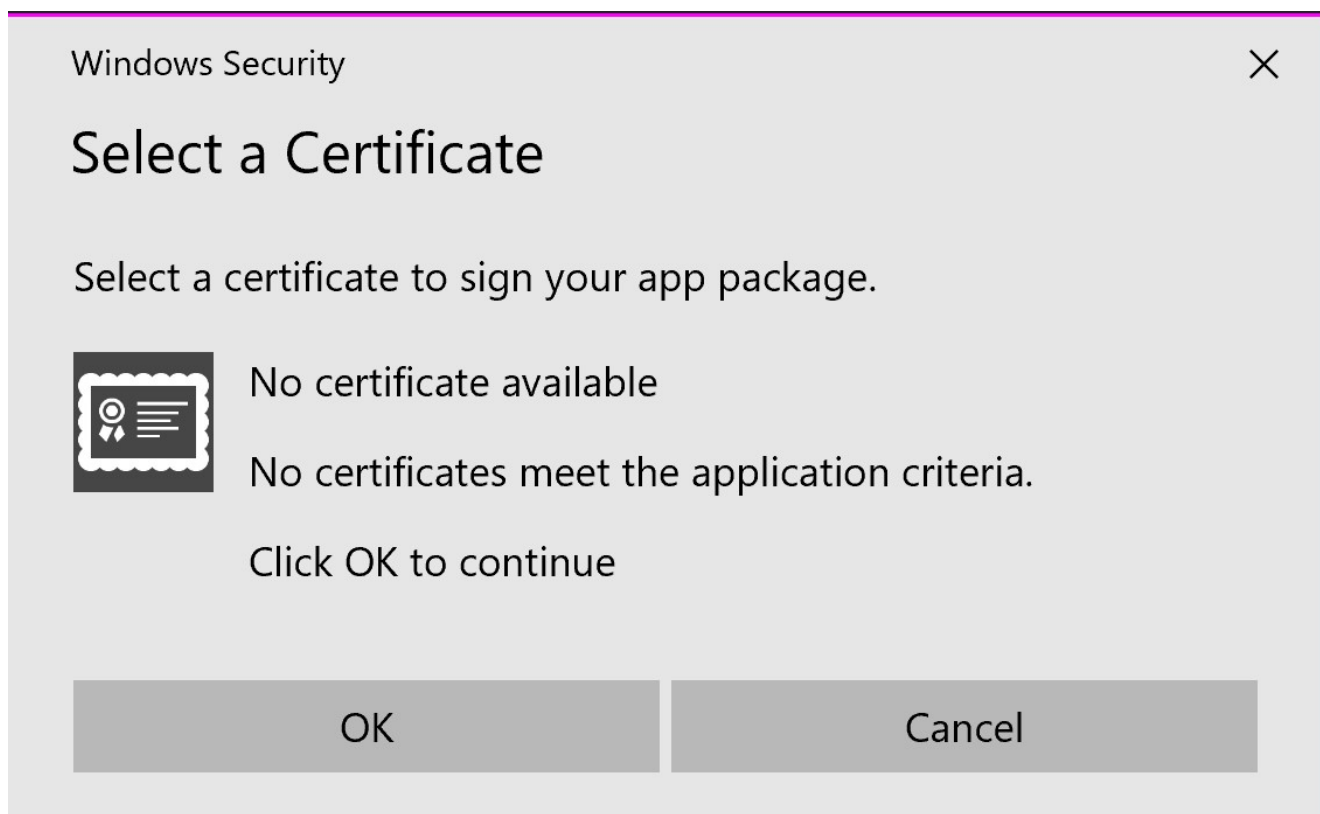 Windows Security
Select a Certificate
Select a certificate to sign your app package.
No certificate available
No certificates meet the application criteria.
Click OK to continue
OK
Cancel